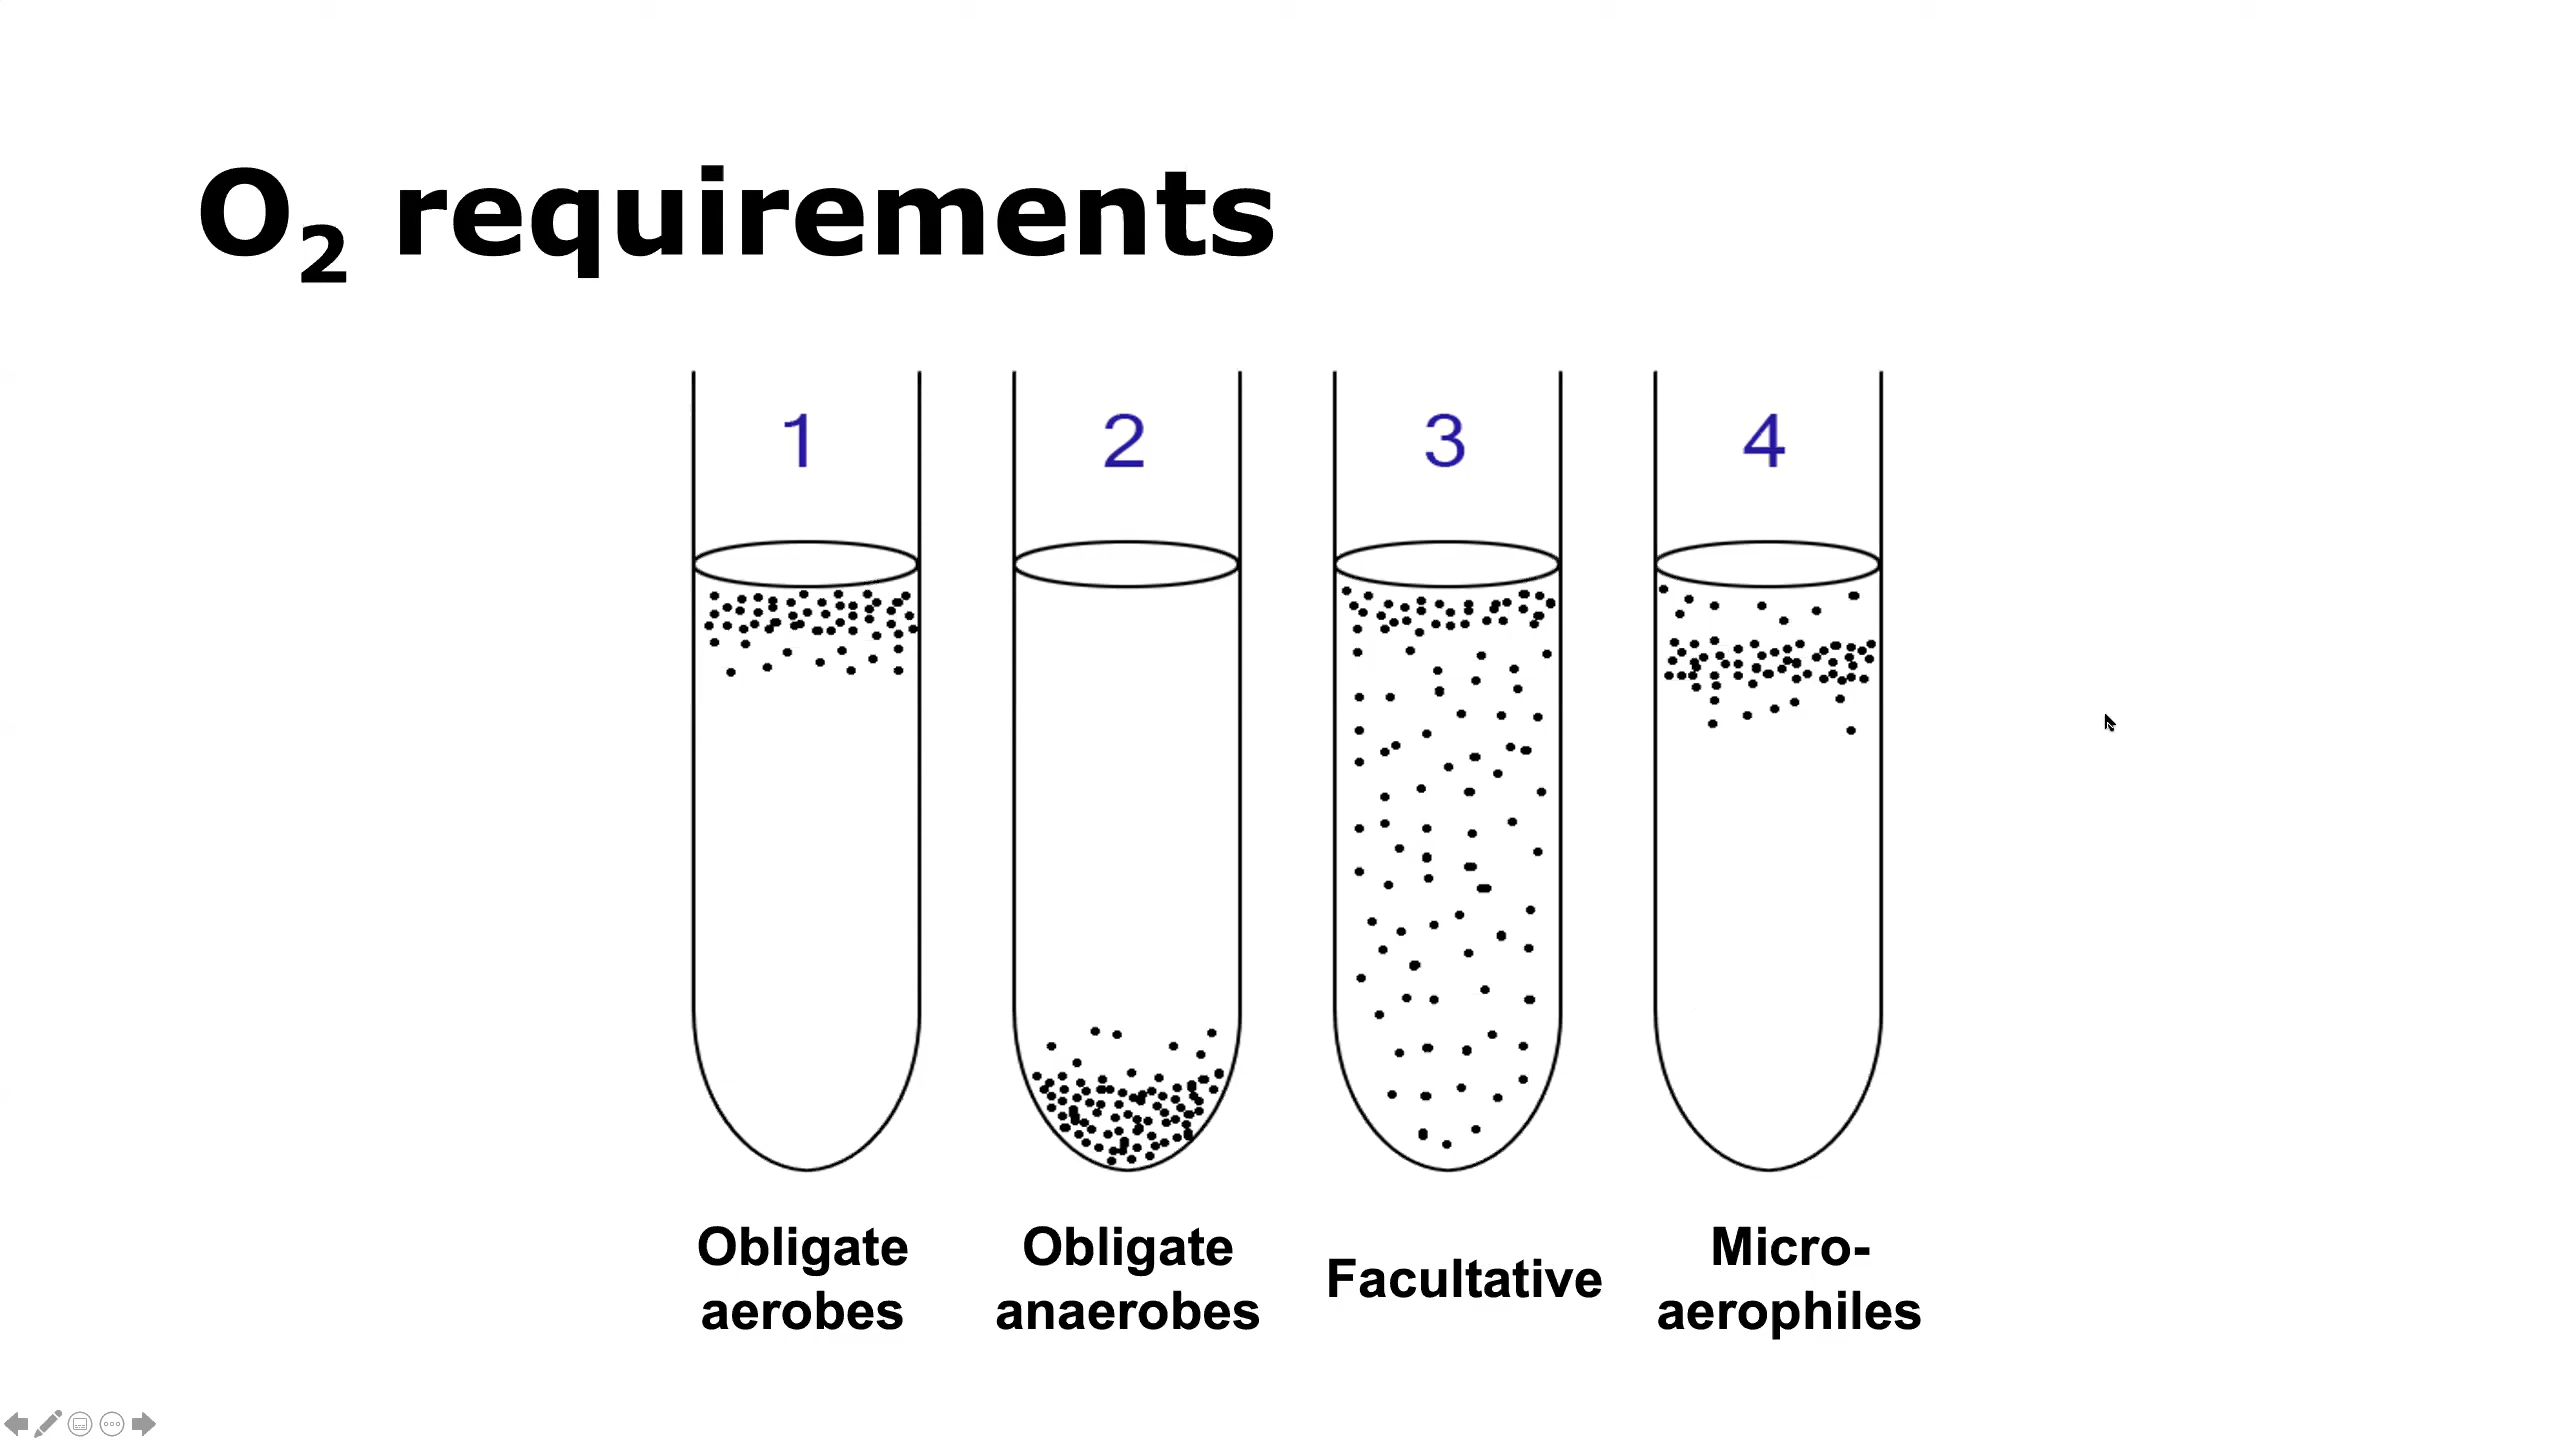 O₂ requirements
1 2 3 4
Obligate
aerobes
Obligate
anaerobes
Facultative
Micro-
aerophiles